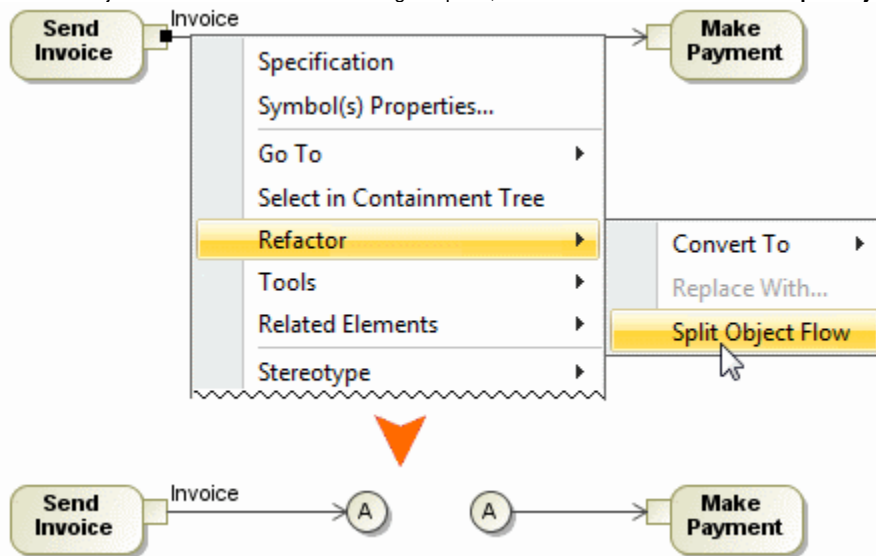 Invoice
Send
Invoice
Make
Payment
Specification
Symbol(s) Properties...
Go To
Select in Containment Tree
Refactor
Convert To
Tools
Replace With...
Related Elements
Split Object Flow
Stereotype
Send
Invoice
Invoice
A
A
Make
Payment